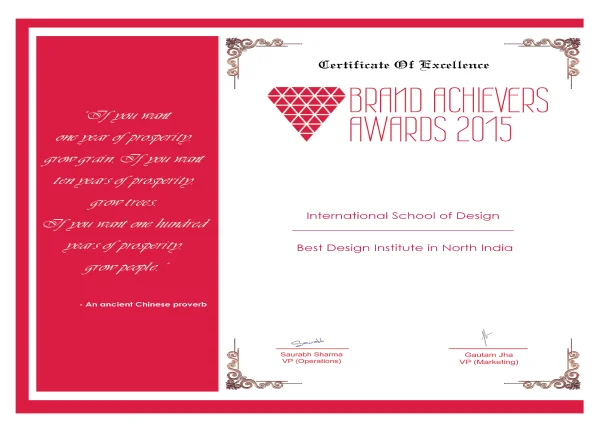 "If you want
one year of prosperity,
grow grain. If you want
ten years of prosperity,
grow trees.
If you want one hundred
years of prosperity
grow people."
- An ancient Chinese proverb
Certificate Of Excellence
BRAND ACHIEVERS
AWARDS 2015
International School of Design
Best Design Institute in North India
Saurabh
Saurabh Sharma
VP (Operations)
Gautam Jha
VP (Marketing)